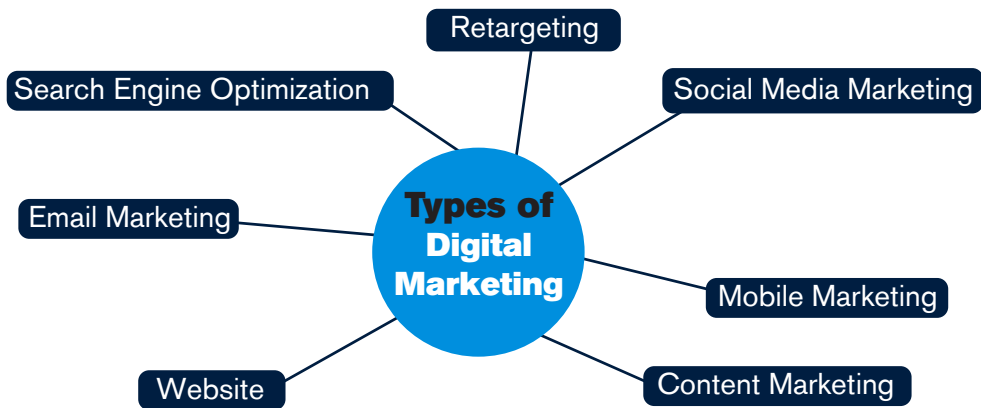 Retargeting
Search Engine Optimization
Social Media Marketing
Types of
Digital
Marketing
Email Marketing
Mobile Marketing
Website
Content Marketing